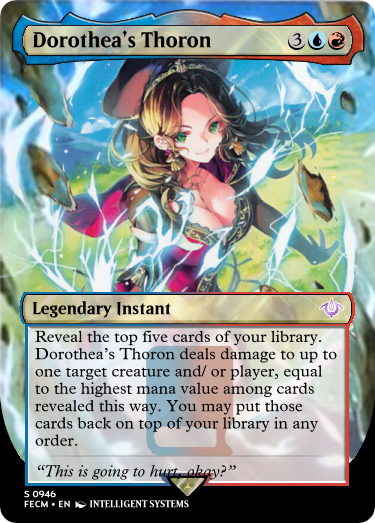 Dorothea's Thoron 3
Legendary Instant
Reveal the top five cards of your library.
Dorothea's Thoron deals damage to up to
one target creature and/ or player, equal
to the highest mana value among cards
revealed this way. You may put those
cards back on top of your library in any
order.
“This is going to hurt, okay?”
S 0946
FECM • EN INTELLIGENT SYSTEMS